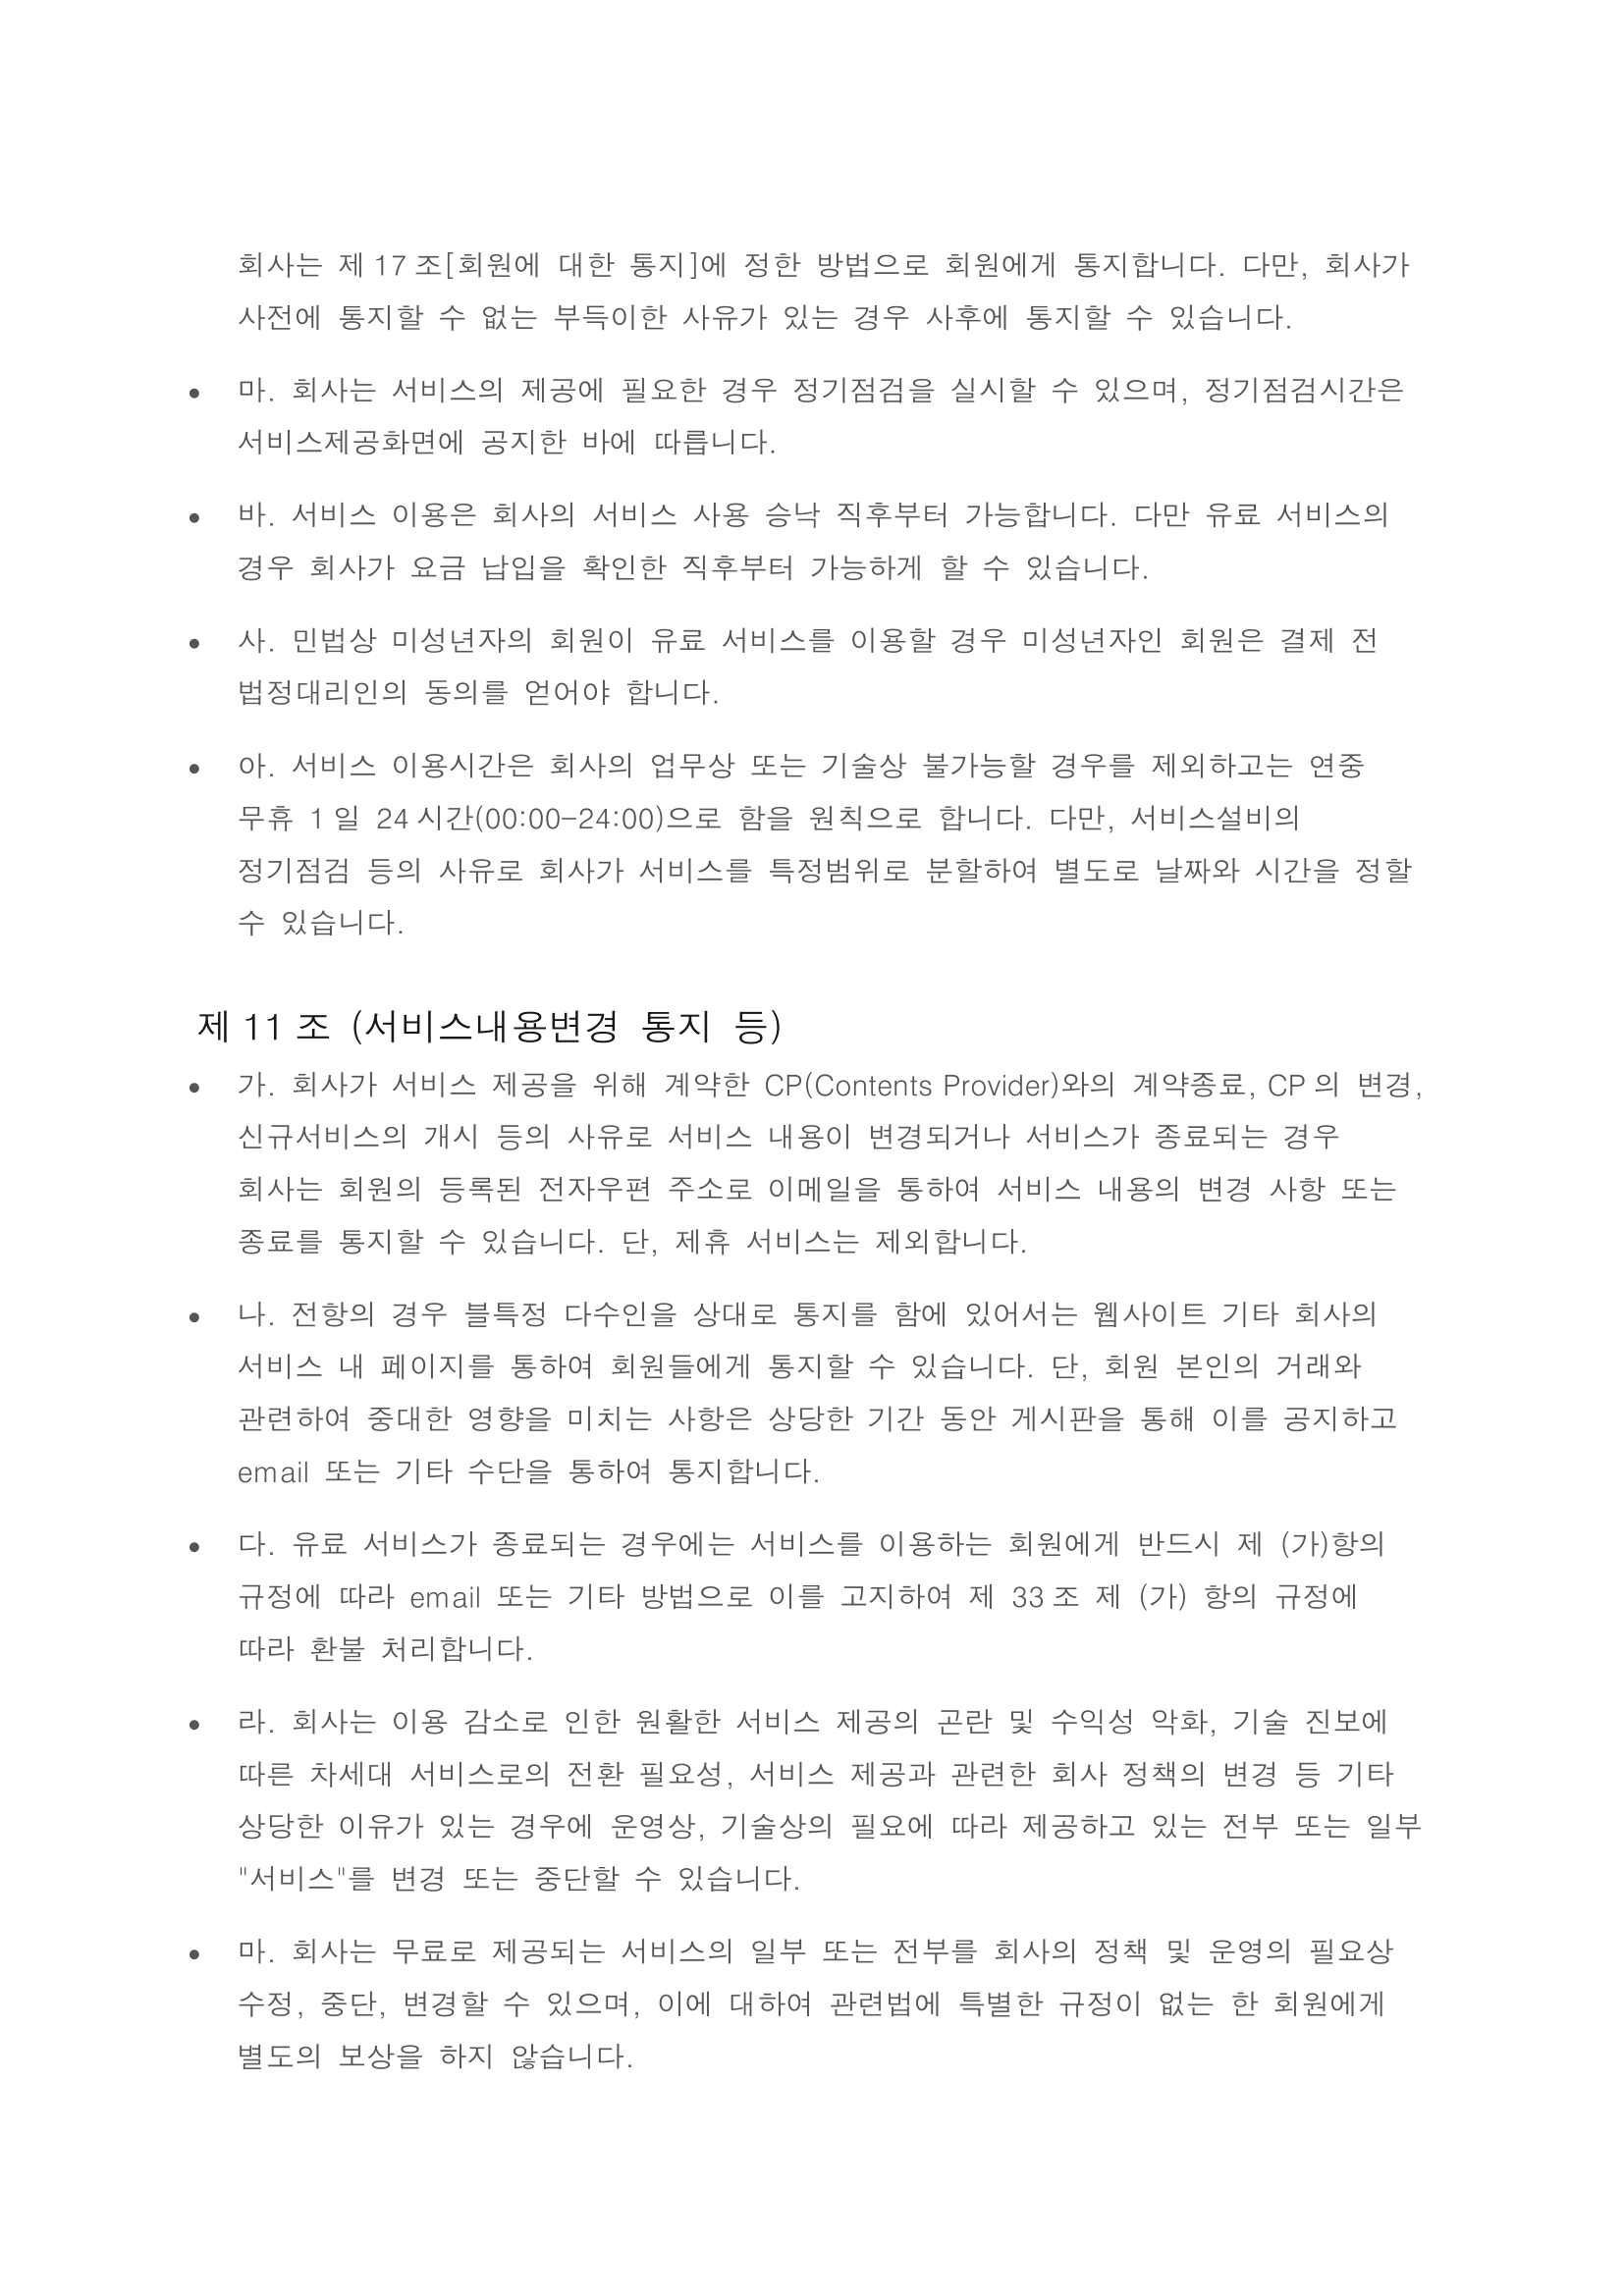 회사는 제 17 조[회원에 대한 통지]에 정한 방법으로 회원에게 통지합니다. 다만, 회사가
사전에 통지할 수 없는 부득이한 사유가 있는 경우 사후에 통지할 수 있습니다.
● 마. 회사는 서비스의 제공에 필요한 경우 정기점검을 실시할 수 있으며, 정기점검시간은
서비스제공화면에 공지한 바에 따릅니다.
● 바. 서비스 이용은 회사의 서비스 사용 승낙 직후부터 가능합니다. 다만 유료 서비스의
경우 회사가 요금 납입을 확인한 직후부터 가능하게 할 수 있습니다.
● 사. 민법상 미성년자의 회원이 유료 서비스를 이용할 경우 미성년자인 회원은 결제 전
법정대리인의 동의를 얻어야 합니다.
● 아. 서비스 이용시간은 회사의 업무상 또는 기술상 불가능할 경우를 제외하고는 연중
무휴 1 일 24 시간(00:00-24:00)으로 함을 원칙으로 합니다. 다만, 서비스설비의
정기점검 등의 사유로 회사가 서비스를 특정범위로 분할하여 별도로 날짜와 시간을 정할
수 있습니다.
제 11 조 (서비스내용변경 통지 등)
● 가. 회사가 서비스 제공을 위해 계약한 CP(Contents Provider)와의 계약종료, CP 의 변경,
신규서비스의 개시 등의 사유로 서비스 내용이 변경되거나 서비스가 종료되는 경우
회사는 회원의 등록된 전자우편 주소로 이메일을 통하여 서비스 내용의 변경 사항 또는
종료를 통지할 수 있습니다. 단, 제휴 서비스는 제외합니다.
● 나. 전항의 경우 블특정 다수인을 상대로 통지를 함에 있어서는 웹사이트 기타 회사의
서비스 내 페이지를 통하여 회원들에게 통지할 수 있습니다. 단, 회원 본인의 거래와
관련하여 중대한 영향을 미치는 사항은 상당한 기간 동안 게시판을 통해 이를 공지하고
email 또는 기타 수단을 통하여 통지합니다.
● 다. 유료 서비스가 종료되는 경우에는 서비스를 이용하는 회원에게 반드시 제 (가)항의
규정에 따라 email 또는 기타 방법으로 이를 고지하여 제 33 조 제 (가) 항의 규정에
따라 환불 처리합니다.
● 라. 회사는 이용 감소로 인한 원활한 서비스 제공의 곤란 및 수익성 악화, 기술 진보에
따른 차세대 서비스로의 전환 필요성, 서비스 제공과 관련한 회사 정책의 변경 등 기타
상당한 이유가 있는 경우에 운영상, 기술상의 필요에 따라 제공하고 있는 전부 또는 일부
"서비스"를 변경 또는 중단할 수 있습니다.
● 마. 회사는 무료로 제공되는 서비스의 일부 또는 전부를 회사의 정책 및 운영의 필요상
수정, 중단, 변경할 수 있으며, 이에 대하여 관련법에 특별한 규정이 없는 한 회원에게
별도의 보상을 하지 않습니다.